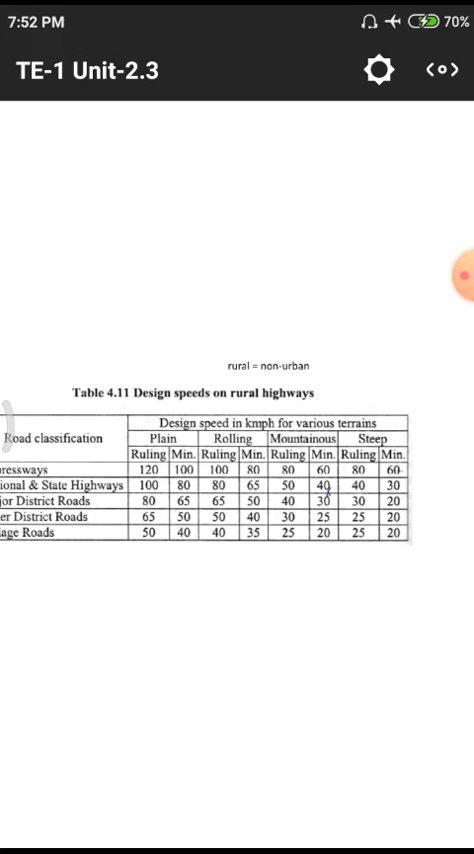 7:52 PM 70%
TE-1 Unit-2.3
rural = non-urban
Table 4.11 Design speeds on rural highways
Road classification Design speed in kmph for various terrains
Plain Rolling Mountainous Steep
Ruling Min. Ruling Min. Ruling Min. Ruling Min.
ressways 120 100 100 80 80 60 80 60
ional & State Highways 100 80 80 65 50 40 40 30
jor District Roads 80 65 65 50 40 30 30 20
er District Roads 65 50 50 40 30 25 25 20
lage Roads 50 40 40 35 25 20 25 20